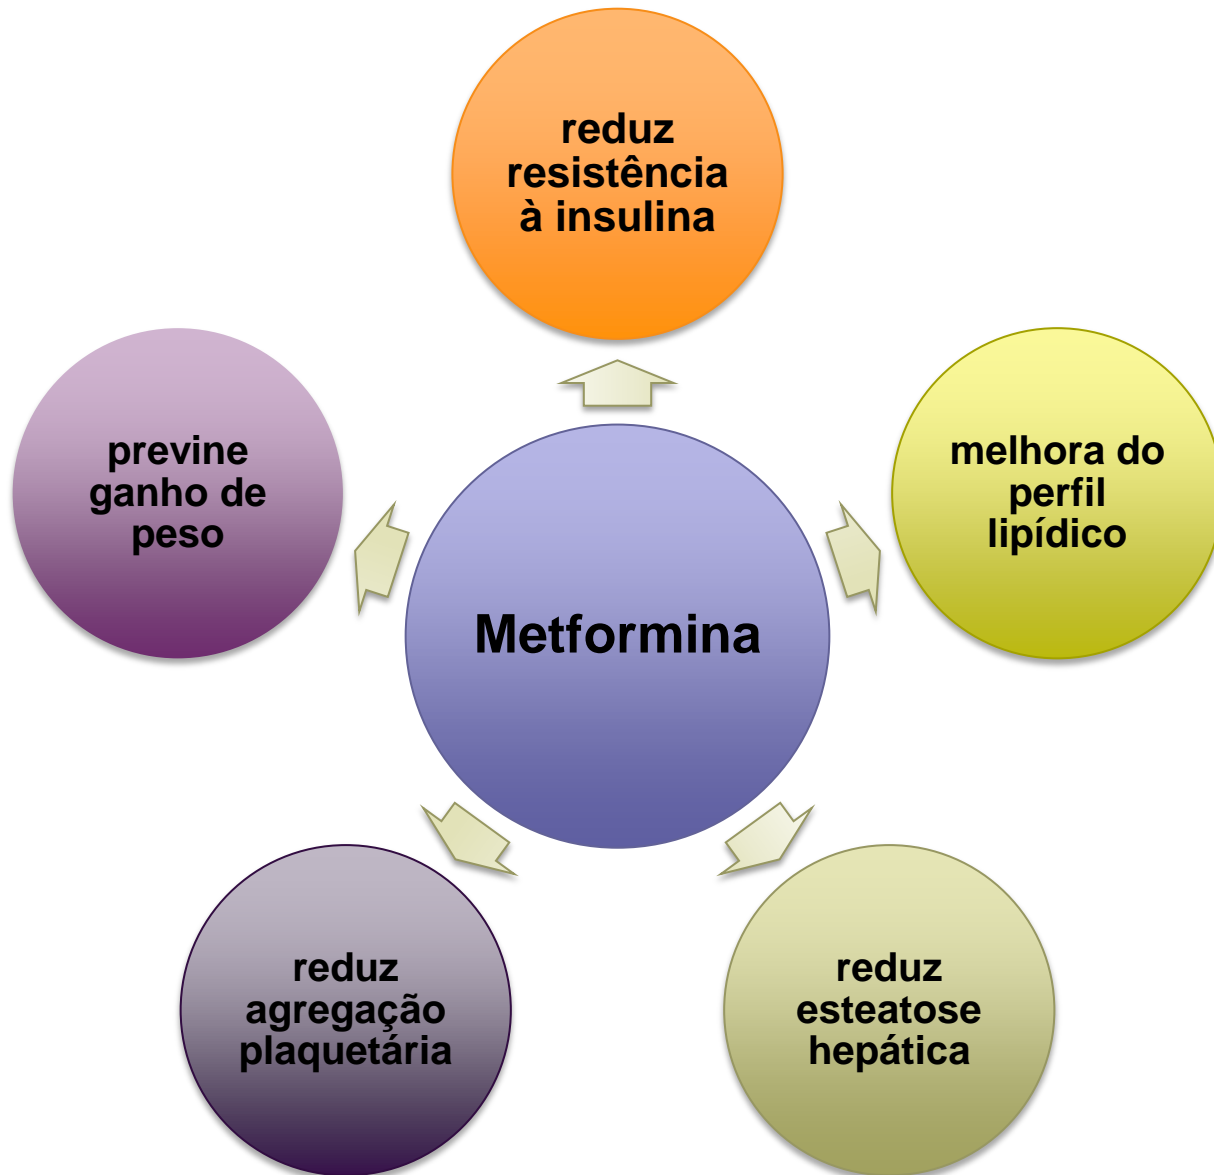 reduz
resistência
à insulina
previne
ganho de
peso
melhora do
perfil
lipídico
Metformina
reduz
agregação
plaquetária
reduz
esteatose
hepática